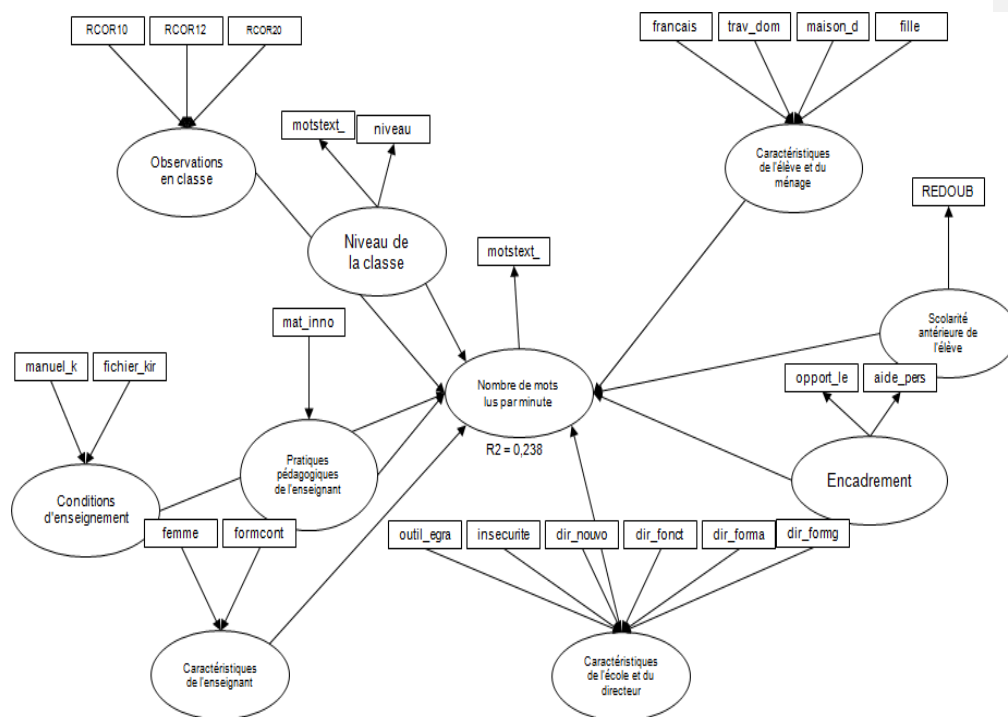 RCOR10 RCOR12 RCOR20
francais trav_dom maison_d fille
motstext_ niveau
Observations
en classe
Caractéristiques
de l'élève et du
ménage
REDOUB
Niveau de
la classe
motstext_
mat_inno
Scolarité
antérieure de
l'élève
manuel_k fichier_kir
opport_le aide_pers
Nombre de mots
lus par minute
R2 = 0,238
Pratiques
pédagogiques
de l'enseignant
Encadrement
Conditions
d'enseignement
femme formcont
outil_egra insecurite dir_nouvo dir_fonct dir_forma dir_formg
Caractéristiques
de l'enseignant
Caractéristiques
de l'école et du
directeur